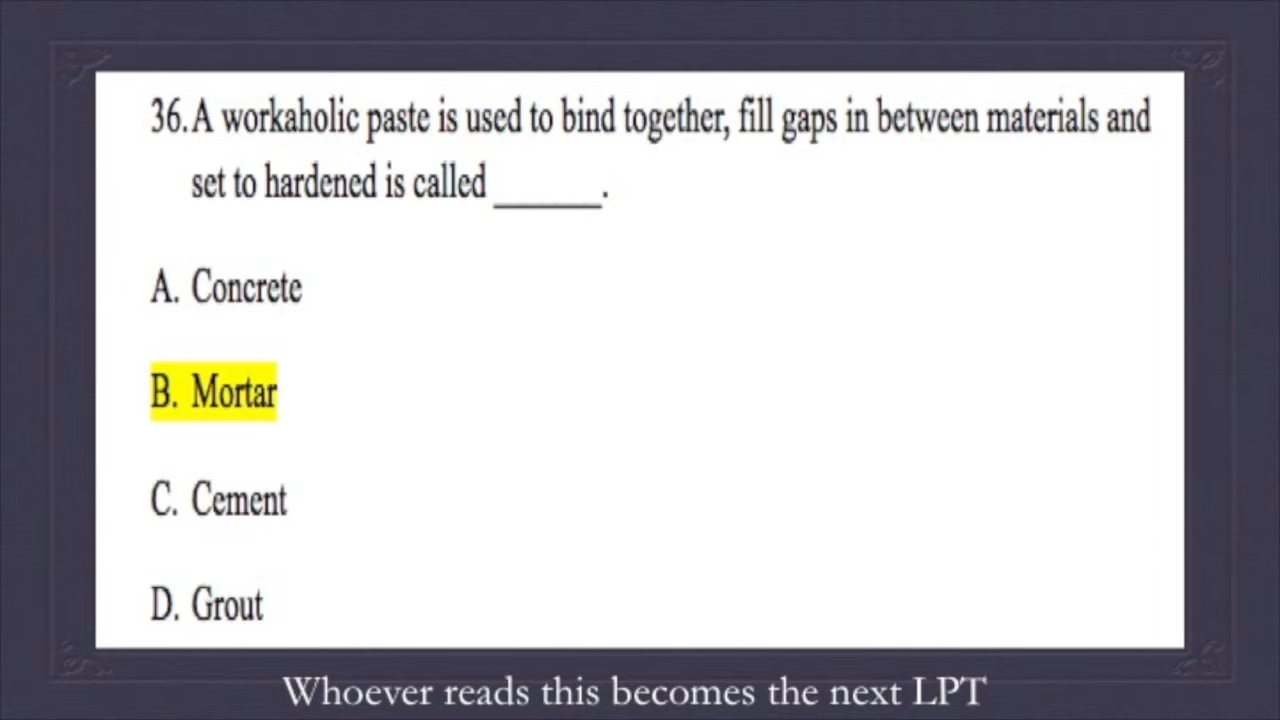 36. A workaholic paste is used to bind together, fill gaps in between materials and
set to hardened is called ______.
A. Concrete
B. Mortar
C. Cement
D. Grout
Whoever reads this becomes the next LPT